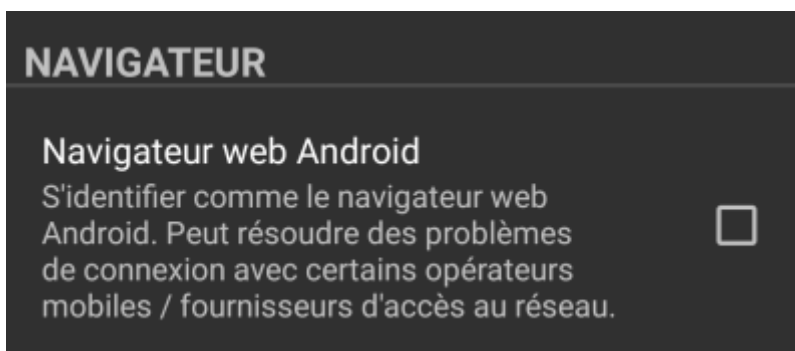 NAVIGATEUR
Navigateur web Android
S'identifier comme le navigateur web
Android. Peut résoudre des problèmes
de connexion avec certains opérateurs
mobiles / fournisseurs d'accès au réseau.